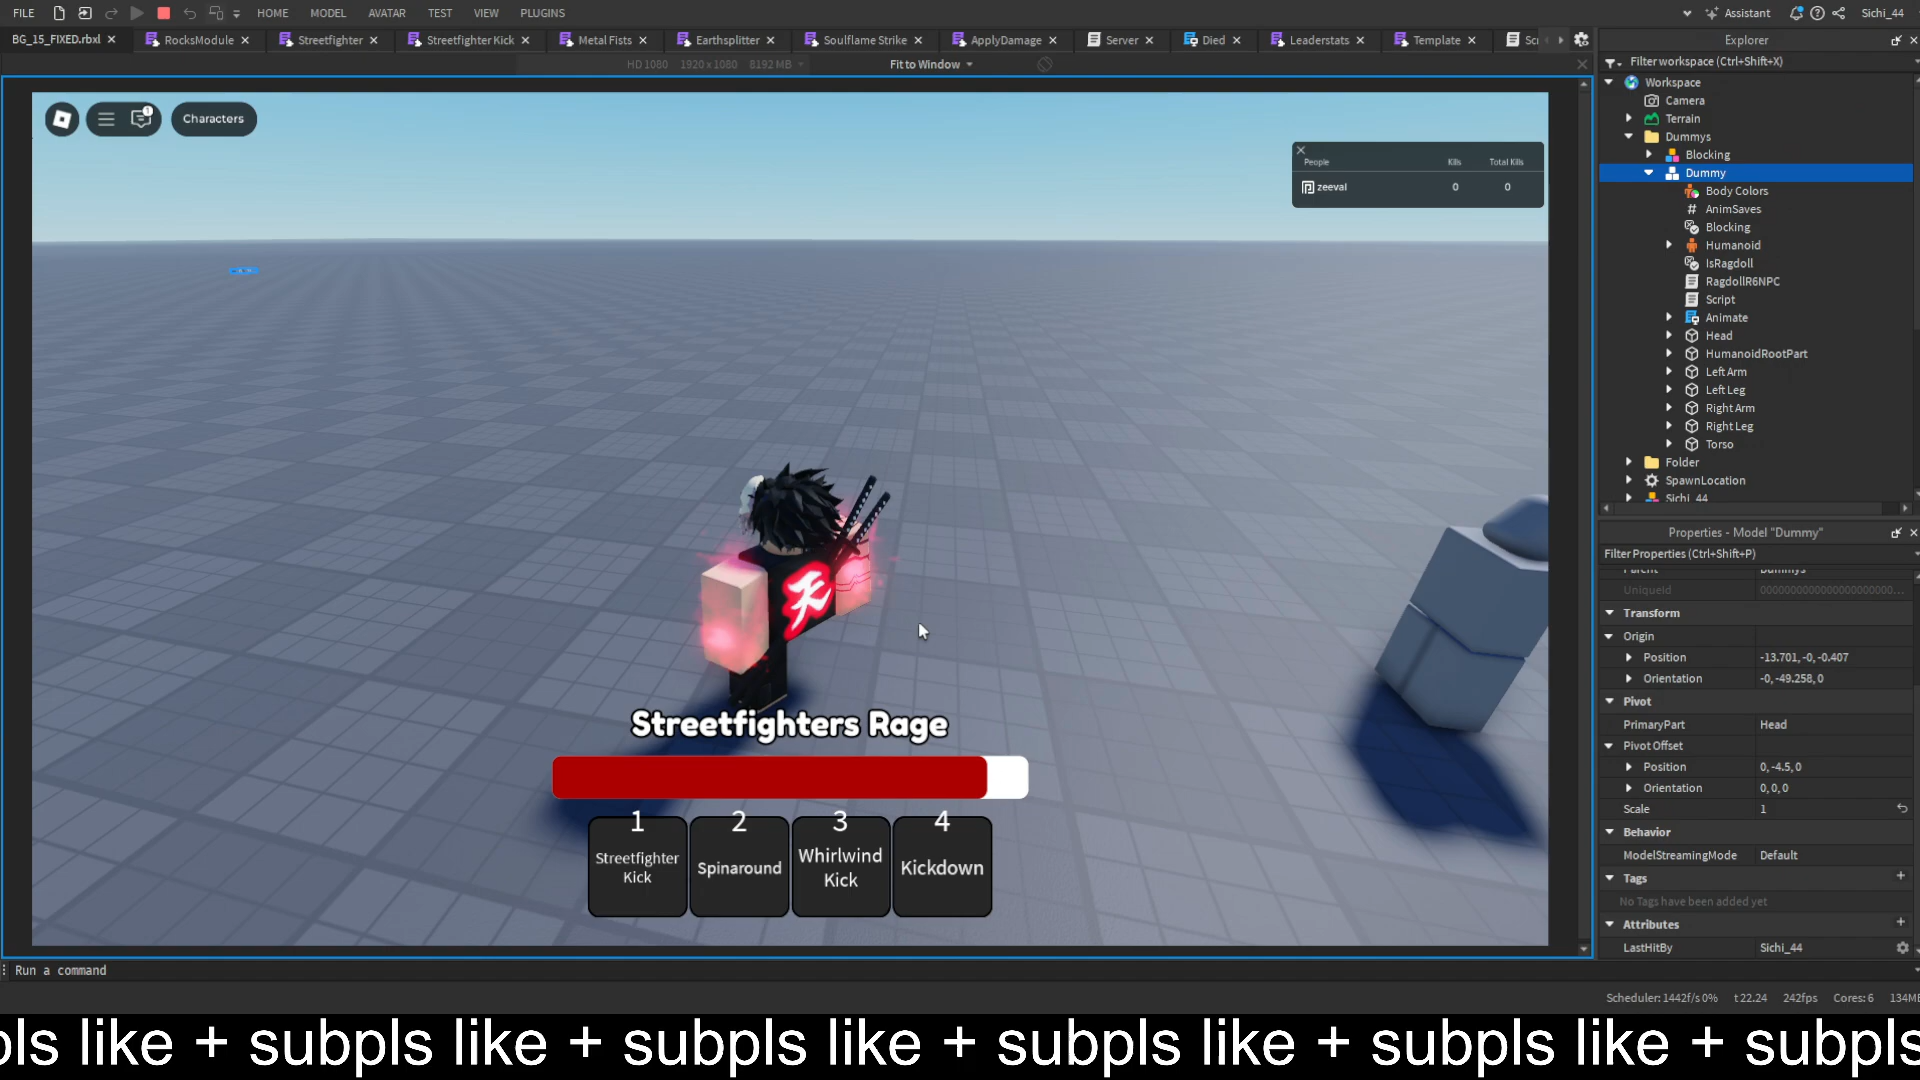 FILE HOME MODEL AVATAR TEST VIEW PLUGINS Assistant Sichi_44
BG_15_FIXED.rbxl RocksModule Streetfighter Streetfighter Kick Metal Fists Earthsplitter Soulflame Strike ApplyDamage Server Died Leaderstats Template
HD 1080 1920 x 1080 8192 MB Fit to Window
Characters
1
People Kills Total Kills
zeeval 0 0
Streetfighters Rage
1 2 3 4
Streetfighter Kick
Spinaround
Whirlwind Kick
Kickdown
Run a command
Explorer
Filter workspace (Ctrl+Shift+X)
Workspace
Camera
Terrain
Dummys
Blocking
Dummy
Body Colors
AnimSaves
Blocking
Humanoid
IsRagdoll
RagdollR6NPC
Script
Animate
Head
HumanoidRootPart
Left Arm
Left Leg
Right Arm
Right Leg
Torso
Folder
SpawnLocation
Sichi_44
Properties - Model "Dummy"
Filter Properties (Ctrl+Shift+P)
Parent Dummys
UniqueId 00000000000000000000000...
Transform
Origin
Position -13.701, -0, -0.407
Orientation -0, -49.258, 0
Pivot
PrimaryPart Head
Pivot Offset
Position 0, -4.5, 0
Orientation 0, 0, 0
Scale 1
Behavior
ModelStreamingMode Default
Tags
No Tags have been added yet
Attributes
LastHitBy Sichi_44
Scheduler: 1442f/s 0% t 22.24 242fps Cores: 6
pls like + subpls like + subpls like + subpls like + subpls like + subpls